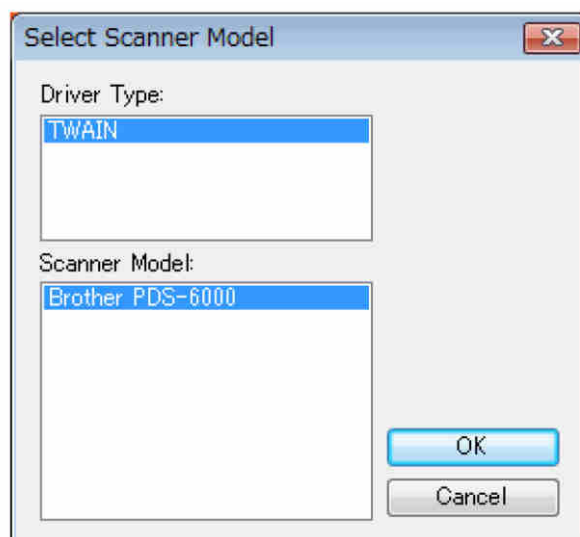 Select Scanner Model
Driver Type:
TWAIN
Scanner Model:
Brother PDS-6000
OK
Cancel